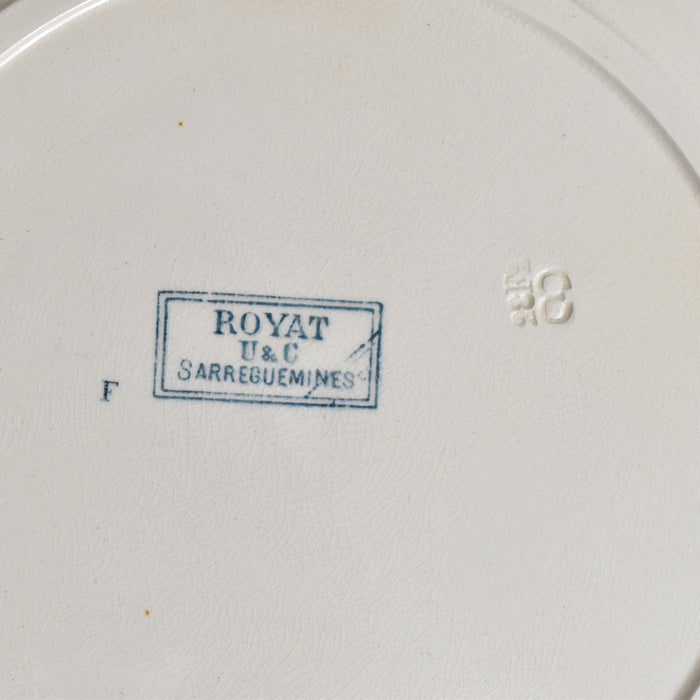 ROYAT
U & C
SARREGUEMINES
F